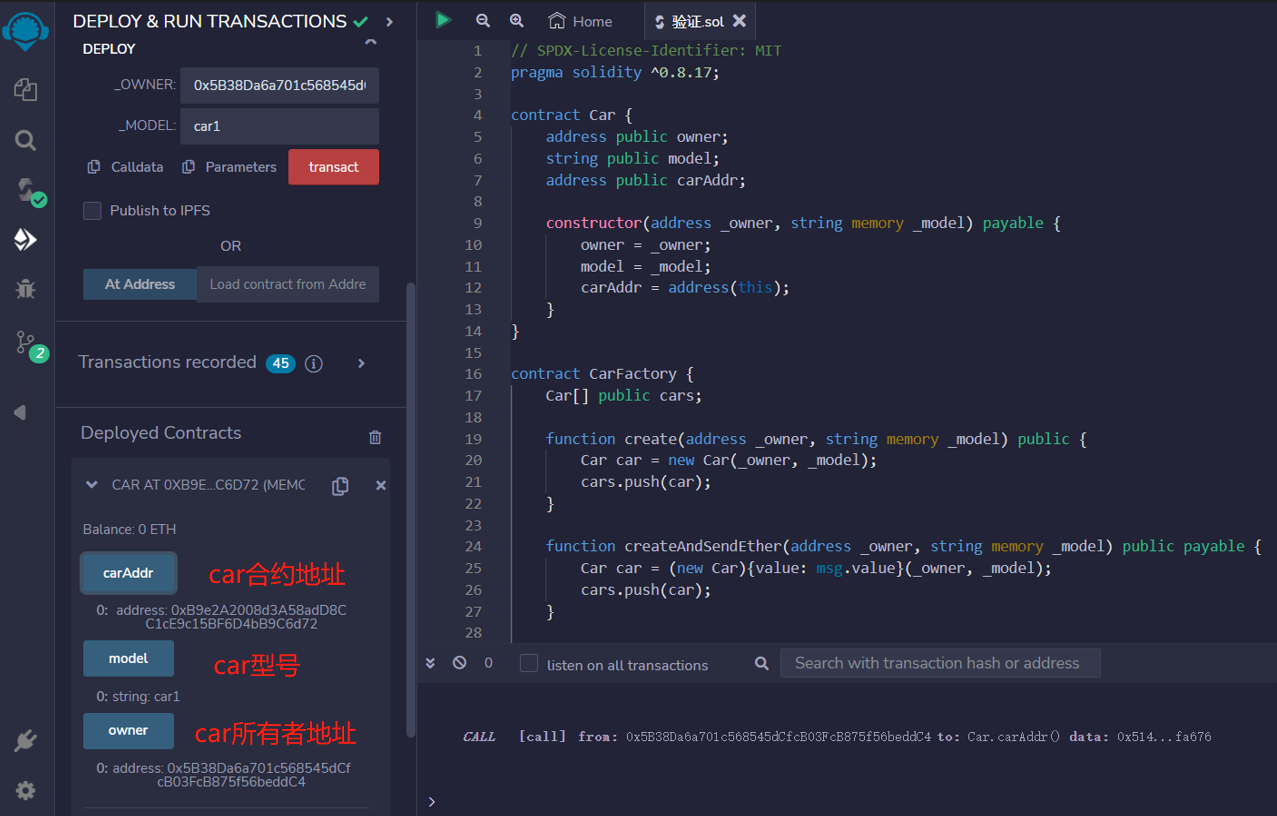 DEPLOY & RUN TRANSACTIONS
DEPLOY
_OWNER: 0x5B38Da6a701c568545d
_MODEL: car1
Calldata Parameters transact
Publish to IPFS
OR
At Address Load contract from Addre
Transactions recorded 45 i
2
Deployed Contracts
CAR AT 0XB9E...C6D72 (MEMC
Balance: 0 ETH
carAddr car合约地址
0: address: 0xB9e2A2008d3A58adD8C
C1cE9c15BF6D4bB9C6d72
model car型号
0: string: car1
owner car所有者地址
0: address: 0x5B38Da6a701c568545dCf
cB03FcB875f56beddC4
Home 验证.sol
1 // SPDX-License-Identifier: MIT
2 pragma solidity ^0.8.17;
3
4 contract Car {
5 address public owner;
6 string public model;
7 address public carAddr;
8
9 constructor(address _owner, string memory _model) payable {
10 owner = _owner;
11 model = _model;
12 carAddr = address(this);
13 }
14 }
15
16 contract CarFactory {
17 Car[] public cars;
18
19 function create(address _owner, string memory _model) public {
20 Car car = new Car(_owner, _model);
21 cars.push(car);
22 }
23
24 function createAndSendEther(address _owner, string memory _model) public payable {
25 Car car = (new Car){value: msg.value}(_owner, _model);
26 cars.push(car);
27 }
28
0 listen on all transactions Search with transaction hash or address
CALL [call] from: 0x5B38Da6a701c568545dCfcB03FcB875f56beddC4 to: Car.carAddr() data: 0x514...fa676
>